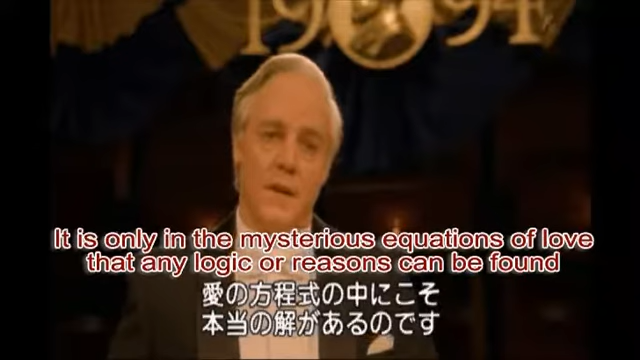 1994
It is only in the mysterious equations of love
that any logic or reasons can be found
愛の方程式の中にこそ
本当の解があるのです